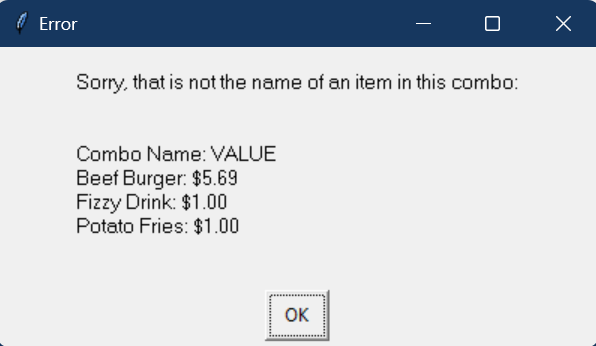 Error
Sorry, that is not the name of an item in this combo:
Combo Name: VALUE
Beef Burger: $5.69
Fizzy Drink: $1.00
Potato Fries: $1.00
OK